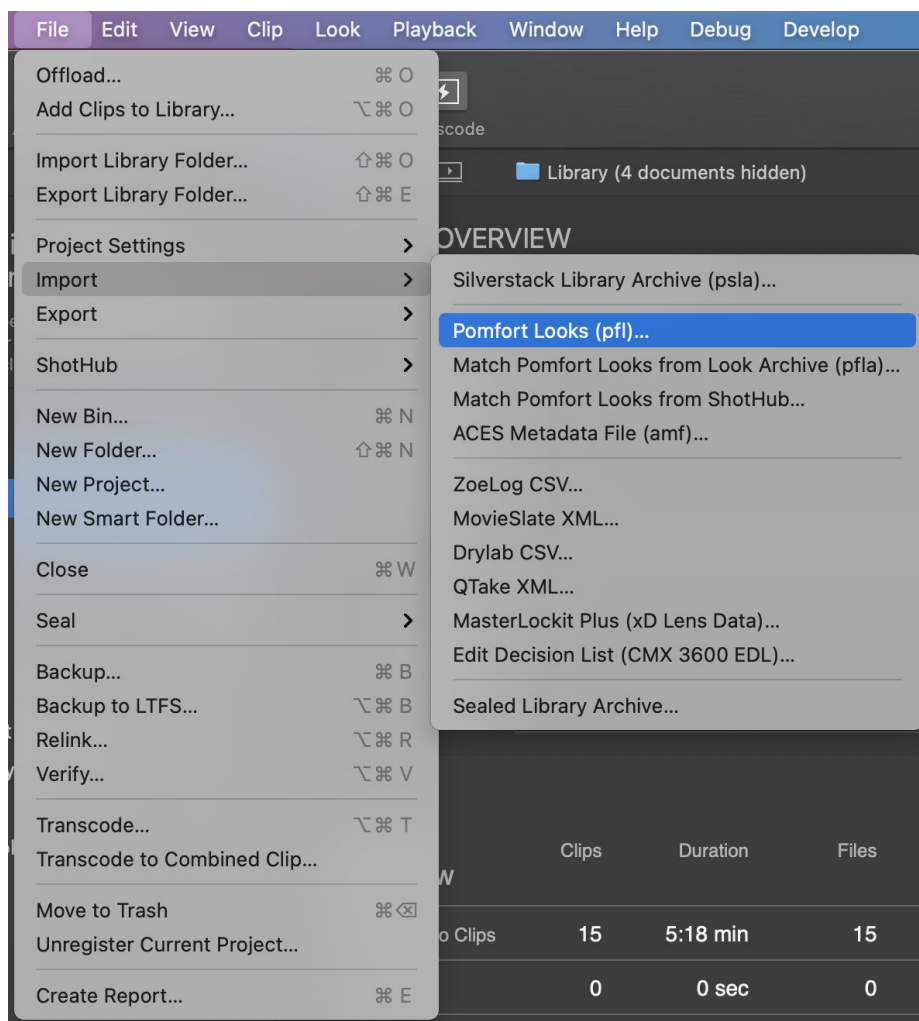 File Edit View Clip Look Playback Window Help Debug Develop
Offload... ⌘ O
Add Clips to Library... ⌥⌘ O
scode
Import Library Folder... ⇧⌘ O
Library (4 documents hidden)
Export Library Folder... ⇧⌘ E
Project Settings
OVERVIEW
Import
Export
ShotHub
New Bin... ⌘ N
New Folder... ⇧⌘ N
New Project...
New Smart Folder...
Close ⌘ W
Seal
Backup... ⌘ B
Backup to LTFS... ⌥⌘ B
Relink... ⌥⌘ R
Verify... ⌥⌘ V
Transcode... ⌥⌘ T
Transcode to Combined Clip...
Move to Trash ⌘⌫
Unregister Current Project...
Create Report... ⌘ E
Silverstack Library Archive (psla)...
Pomfort Looks (pfl)...
Match Pomfort Looks from Look Archive (pfla)...
Match Pomfort Looks from ShotHub...
ACES Metadata File (amf)...
ZoeLog CSV...
MovieSlate XML...
Drylab CSV...
QTake XML...
MasterLockit Plus (xD Lens Data)...
Edit Decision List (CMX 3600 EDL)...
Sealed Library Archive...
Clips Duration Files
W
o Clips 15 5:18 min 15
0 0 sec 0